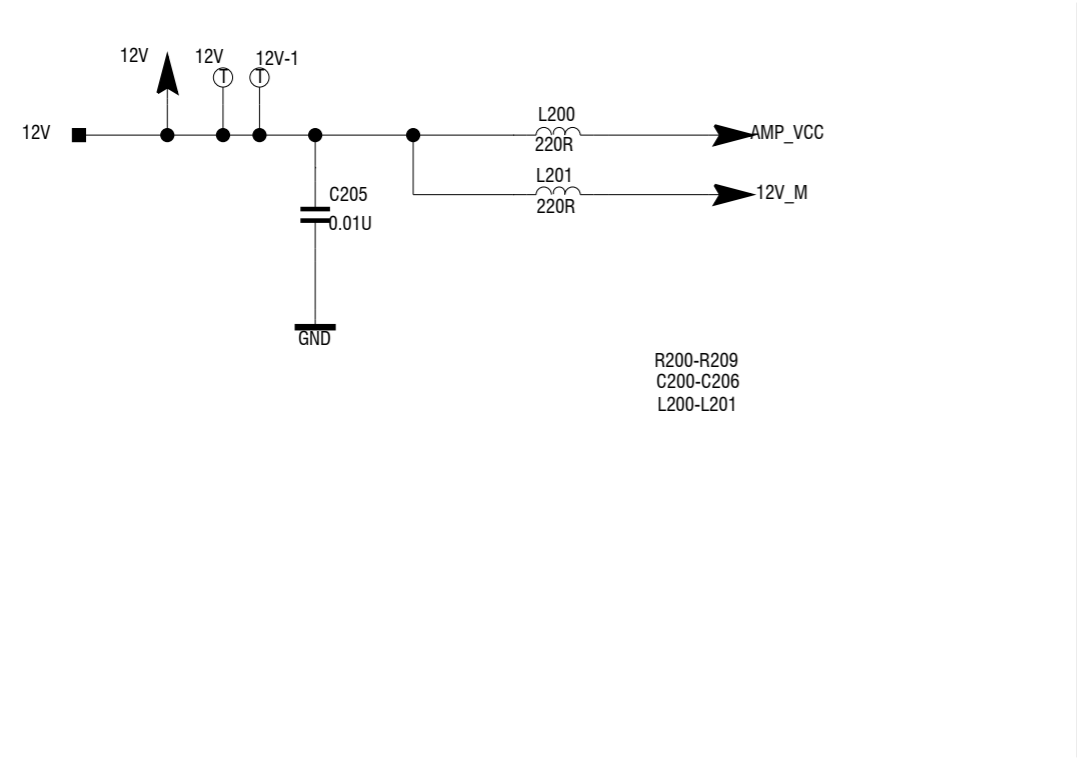 12V
12V
12V-1
T
T
12V
L200
220R
AMP_VCC
L201
220R
12V_M
C205
0.01U
GND
R200-R209
C200-C206
L200-L201